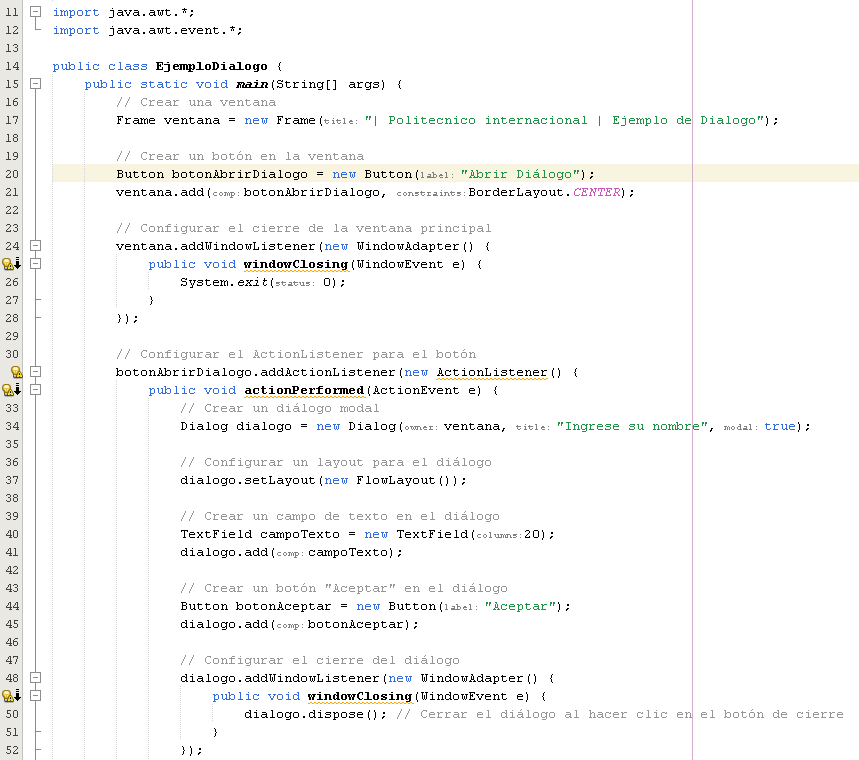 11 import java.awt.*;
12 import java.awt.event.*;
13
14 public class EjemploDialogo {
15 public static void main(String[] args) {
16 // Crear una ventana
17 Frame ventana = new Frame(title: "| Politecnico internacional | Ejemplo de Dialogo");
18
19 // Crear un botón en la ventana
20 Button botonAbrirDialogo = new Button(label: "Abrir Diálogo");
21 ventana.add(comp: botonAbrirDialogo, constraints: BorderLayout.CENTER);
22
23 // Configurar el cierre de la ventana principal
24 ventana.addWindowListener(new WindowAdapter() {
public void windowClosing(WindowEvent e) {
26 System.exit(status: 0);
27 }
28 });
29
30 // Configurar el ActionListener para el botón
botonAbrirDialogo.addActionListener(new ActionListener() {
public void actionPerformed(ActionEvent e) {
33 // Crear un diálogo modal
34 Dialog dialogo = new Dialog(owner: ventana, title: "Ingrese su nombre", modal: true);
35
36 // Configurar un layout para el diálogo
37 dialogo.setLayout(new FlowLayout());
38
39 // Crear un campo de texto en el diálogo
40 TextField campoTexto = new TextField(columns: 20);
41 dialogo.add(comp: campoTexto);
42
43 // Crear un botón "Aceptar" en el diálogo
44 Button botonAceptar = new Button(label: "Aceptar");
45 dialogo.add(comp: botonAceptar);
46
47 // Configurar el cierre del diálogo
48 dialogo.addWindowListener(new WindowAdapter() {
public void windowClosing(WindowEvent e) {
50 dialogo.dispose(); // Cerrar el diálogo al hacer clic en el botón de cierre
51 }
52 });